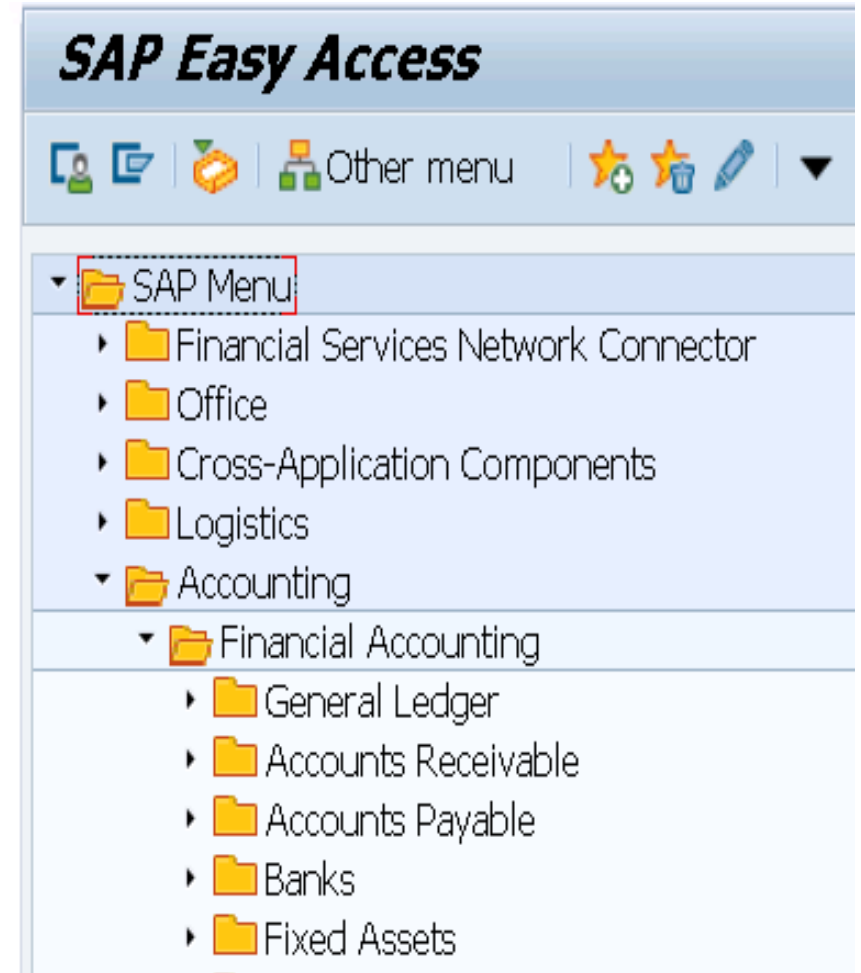 SAP Easy Access
Other menu
SAP Menu
Financial Services Network Connector
Office
Cross-Application Components
Logistics
Accounting
Financial Accounting
General Ledger
Accounts Receivable
Accounts Payable
Banks
Fixed Assets